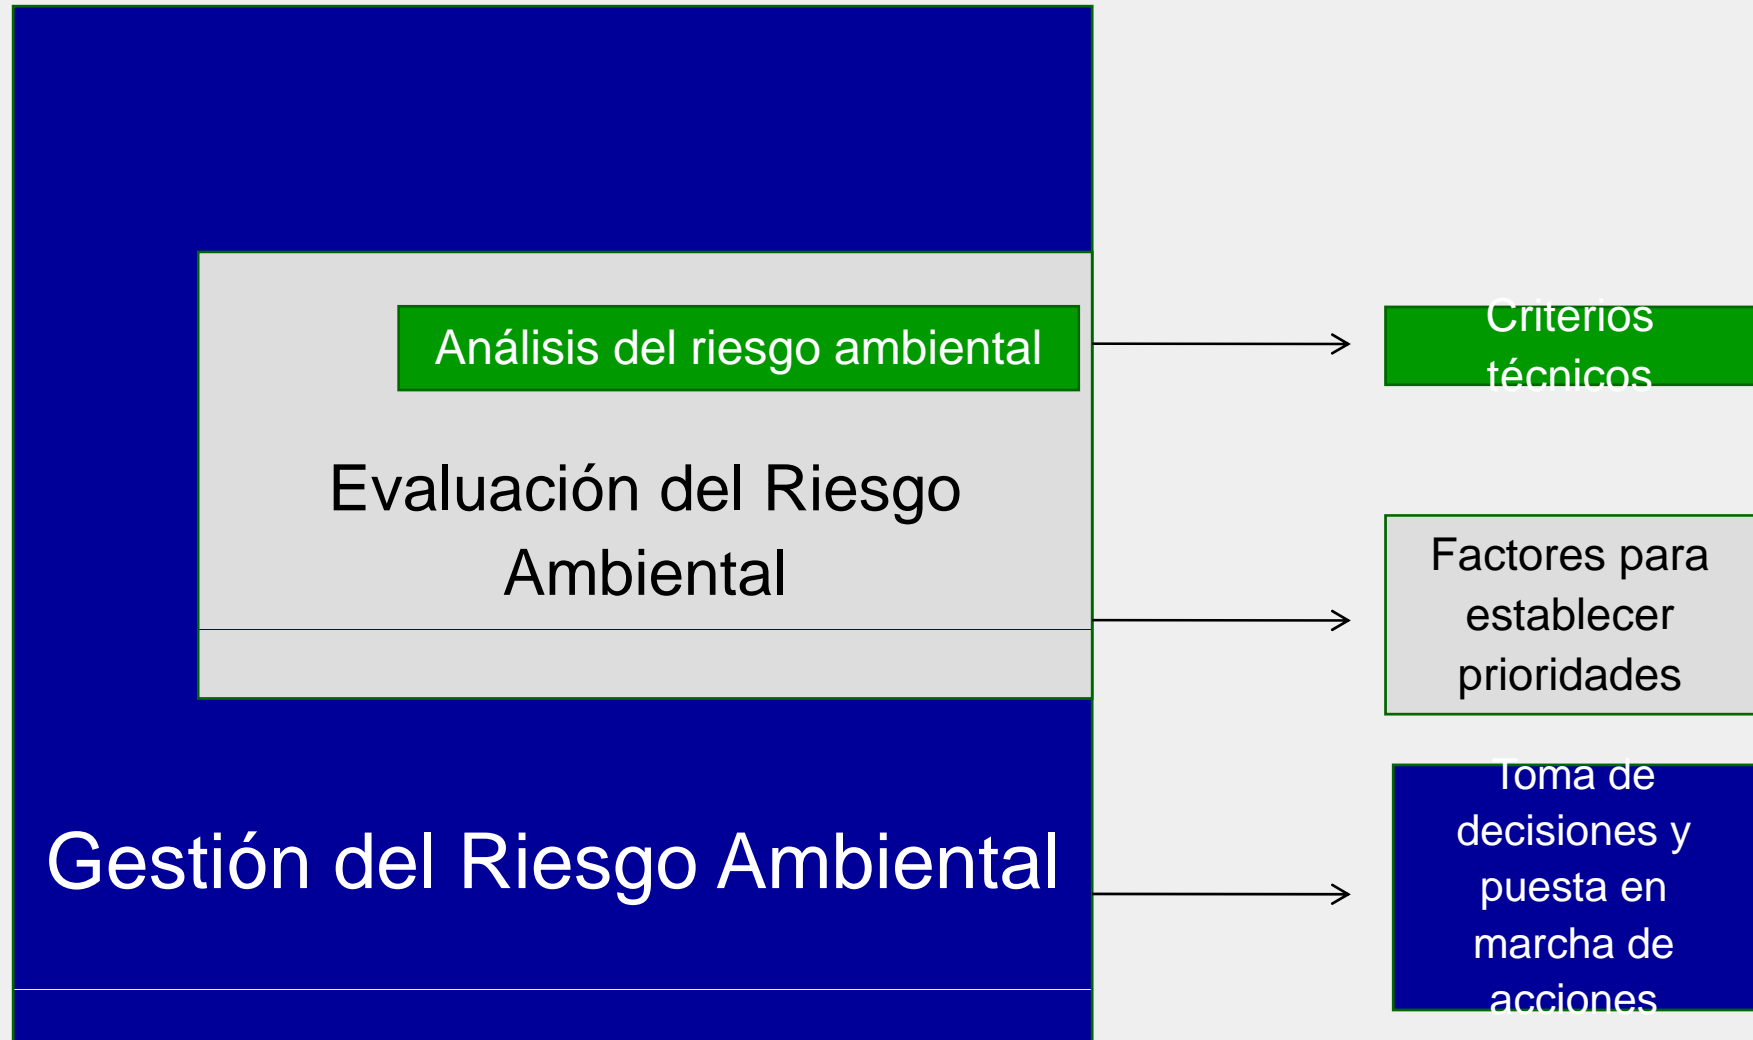 Análisis del riesgo ambiental
Evaluación del Riesgo
Ambiental
Gestión del Riesgo Ambiental
Criterios
técnicos
Factores para
establecer
prioridades
Toma de
decisiones y
puesta en
marcha de
acciones